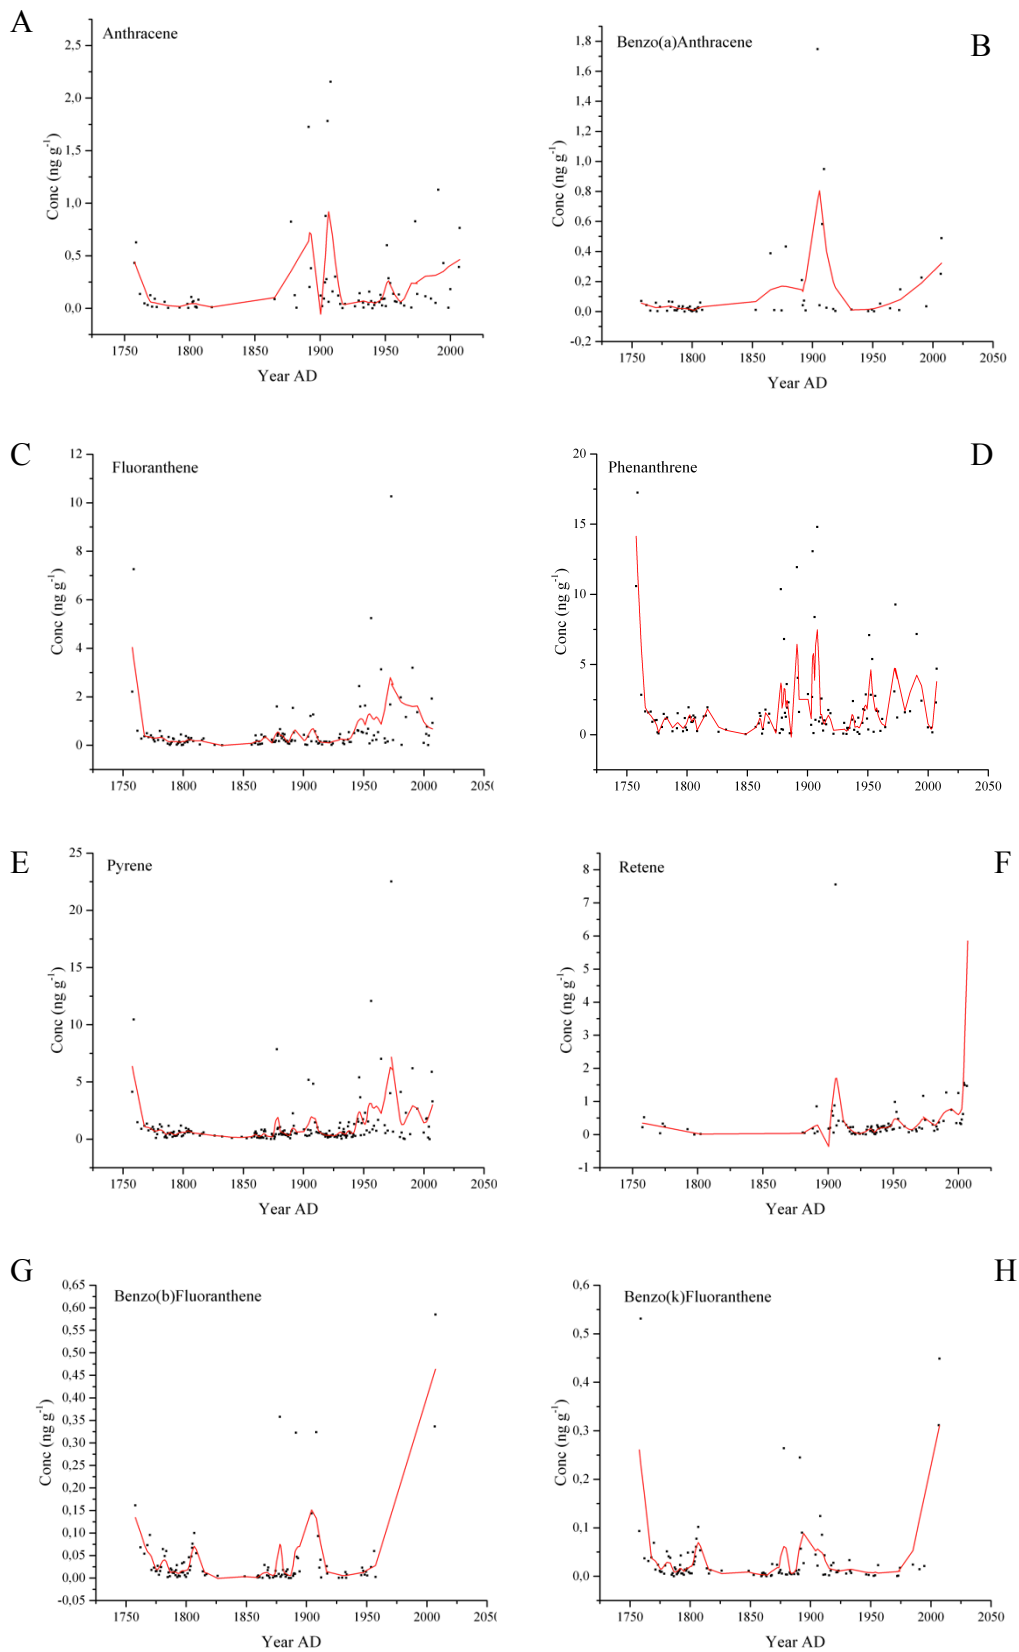 A
Anthracene
2,5
2,0
1,5
1,0
0,5
0,0
Conc (ng g-1)
1750 1800 1850 1900 1950 2000
Year AD
B
Benzo(a)Anthracene
1,8
1,6
1,4
1,2
1,0
0,8
0,6
0,4
0,2
0,0
-0,2
Conc (ng g-1)
1750 1800 1850 1900 1950 2000 2050
Year AD
C
Fluoranthene
12
10
8
6
4
2
0
Conc (ng g-1)
1750 1800 1850 1900 1950 2000 205
D
Phenanthrene
20
15
10
5
0
Conc (ng g-1)
1750 1800 1850 1900 1950 2000 2050
E
Pyrene
25
20
15
10
5
0
Conc (ng g-1)
1750 1800 1850 1900 1950 2000 2050
Year AD
F
Retene
8
7
6
5
4
3
2
1
0
-1
Conc (ng g-1)
1750 1800 1850 1900 1950 2000
Year AD
G
Benzo(b)Fluoranthene
0,65
0,60
0,55
0,50
0,45
0,40
0,35
0,30
0,25
0,20
0,15
0,10
0,05
0,00
-0,05
Conc (ng g-1)
1750 1800 1850 1900 1950 2000 2050
Year AD
H
Benzo(k)Fluoranthene
0,6
0,5
0,4
0,3
0,2
0,1
0,0
Conc (ng g-1)
1750 1800 1850 1900 1950 2000 2050
Year AD